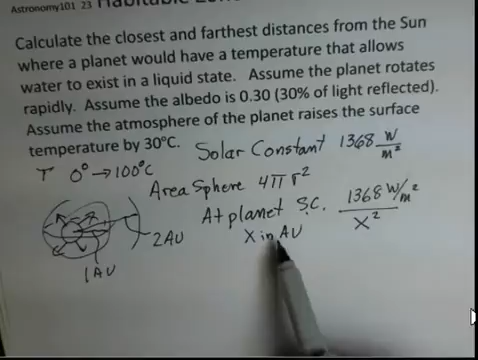 Astronomy101 23 Habitable Zone
Calculate the closest and farthest distances from the Sun
where a planet would have a temperature that allows
water to exist in a liquid state. Assume the planet rotates
rapidly. Assume the albedo is 0.30 (30% of light reflected).
Assume the atmosphere of the planet raises the surface
temperature by 30°C.
Solar Constant 1368 W/m²
T 0° → 100°C
Area Sphere 4πr²
At planet S.C. 1368 W/m² / X²
X in AU
2AU
1AU